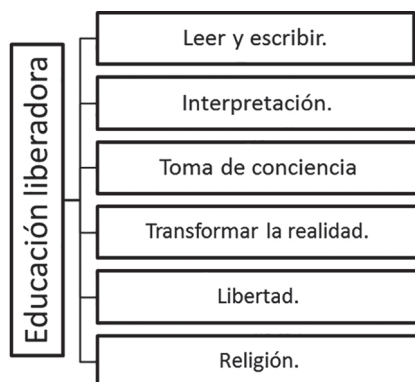 Educación liberadora
Leer y escribir.
Interpretación.
Toma de conciencia
Transformar la realidad.
Libertad.
Religión.